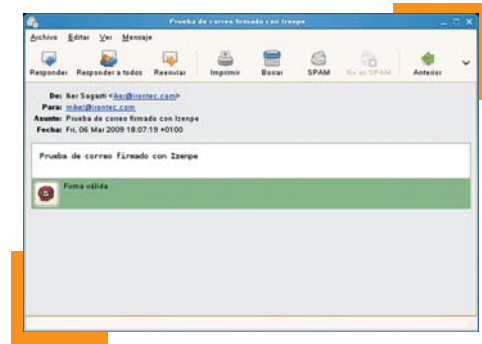 Prueba de correo firmado con Izenpe
Archivo Editar Ver Mensaje
Responder Responder a todos Reenviar Imprimir Borrar SPAM No es SPAM Anterior
De: Iker Sagasti <iker@irontec.com>
Para: mikel@irontec.com
Asunto: Prueba de correo firmado con Izenpe
Fecha: Fri, 06 Mar 2009 18:07:19 +0100
Prueba de correo firmado con Izenpe
Firma válida